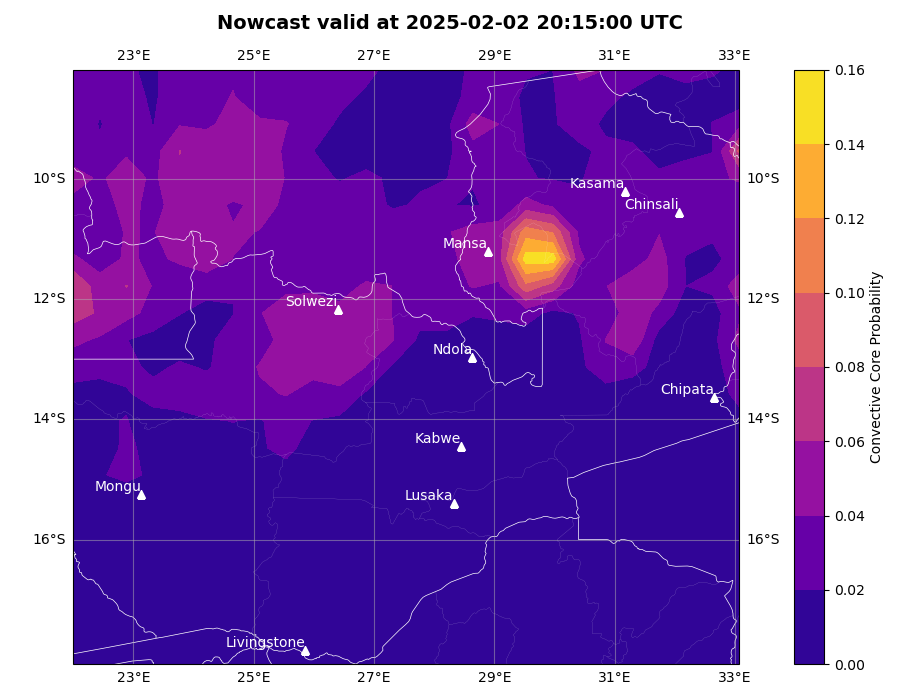 Nowcast valid at 2025-02-02 20:15:00 UTC
23°E 25°E 27°E 29°E 31°E 33°E
0.16
0.14
0.12
0.10
0.08
0.06
0.04
0.02
0.00
Convective Core Probability
10°S 10°S
12°S 12°S
14°S 14°S
16°S 16°S
Kasama
Chinsali
Mansa
Solwezi
Ndola
Chipata
Kabwe
Mongu
Lusaka
Livingstone
23°E 25°E 27°E 29°E 31°E 33°E